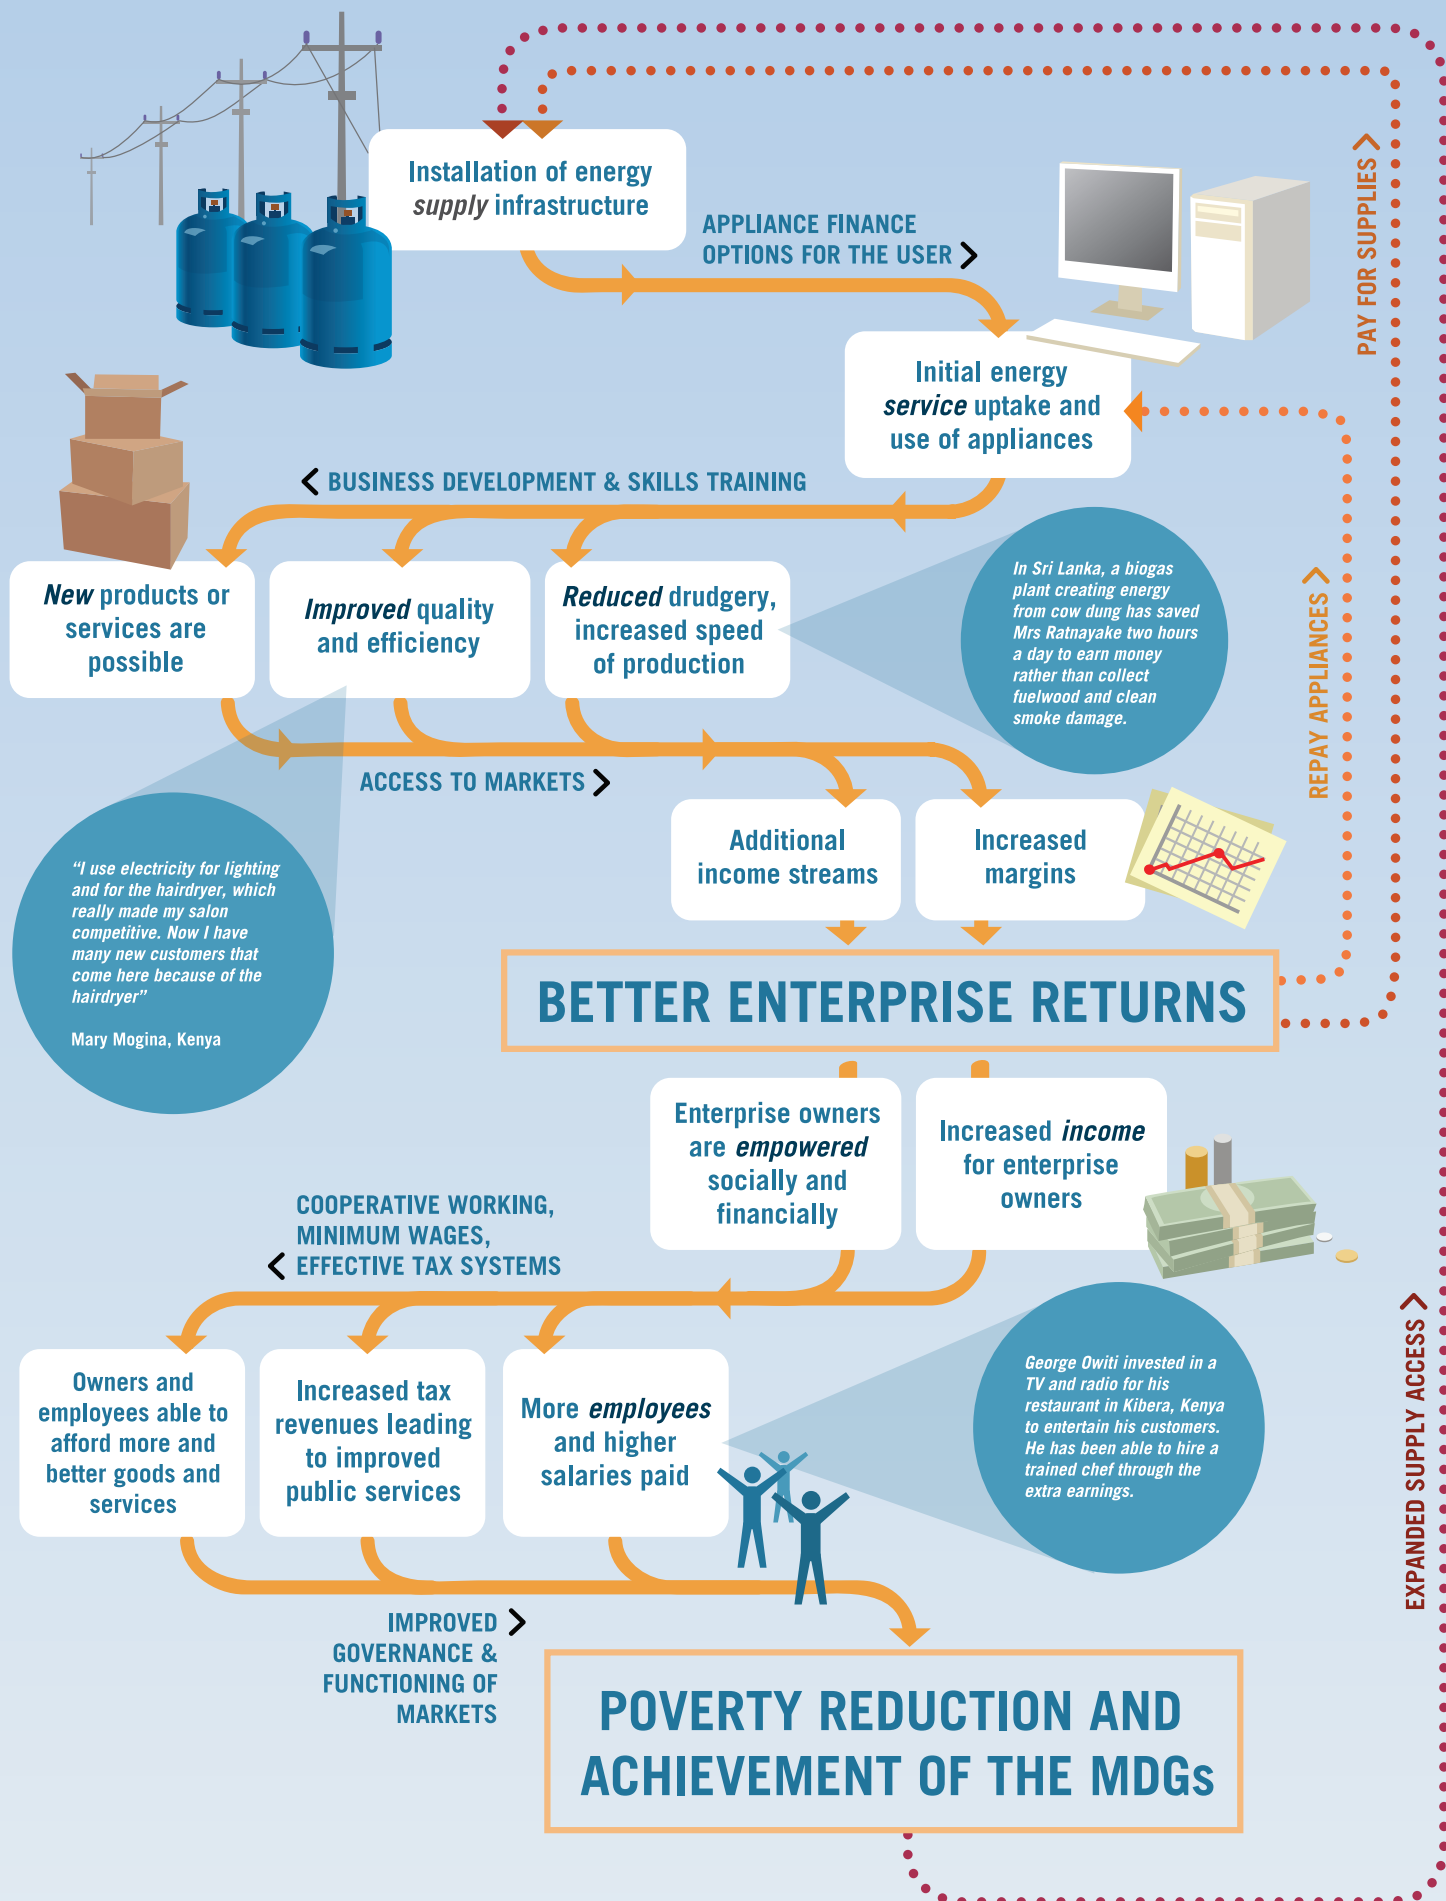 Installation of energy
supply infrastructure
APPLIANCE FINANCE
OPTIONS FOR THE USER
PAY FOR SUPPLIES
Initial energy
service uptake and
use of appliances
BUSINESS DEVELOPMENT & SKILLS TRAINING
New products or
services are
possible
Improved quality
and efficiency
Reduced drudgery,
increased speed
of production
In Sri Lanka, a biogas
plant creating energy
from cow dung has saved
Mrs Ratnayake two hours
a day to earn money
rather than collect
fuelwood and clean
smoke damage.
REPAY APPLIANCES
ACCESS TO MARKETS
Additional
income streams
Increased
margins
“I use electricity for lighting
and for the hairdryer, which
really made my salon
competitive. Now I have
many new customers that
come here because of the
hairdryer”
Mary Mogina, Kenya
BETTER ENTERPRISE RETURNS
Enterprise owners
are empowered
socially and
financially
Increased income
for enterprise
owners
COOPERATIVE WORKING,
MINIMUM WAGES,
EFFECTIVE TAX SYSTEMS
Owners and
employees able to
afford more and
better goods and
services
Increased tax
revenues leading
to improved
public services
More employees
and higher
salaries paid
George Owiti invested in a
TV and radio for his
restaurant in Kibera, Kenya
to entertain his customers.
He has been able to hire a
trained chef through the
extra earnings.
EXPANDED SUPPLY ACCESS
IMPROVED
GOVERNANCE &
FUNCTIONING OF
MARKETS
POVERTY REDUCTION AND
ACHIEVEMENT OF THE MDGs